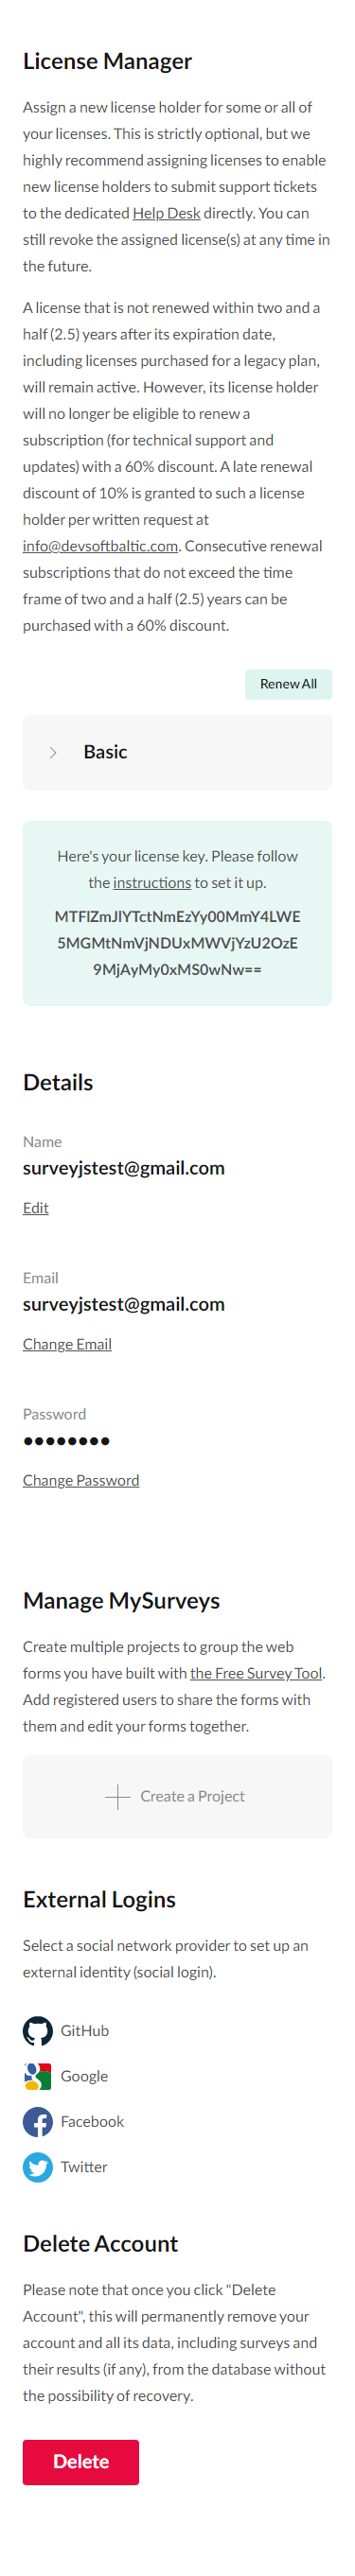 License Manager
Assign a new license holder for some or all of
your licenses. This is strictly optional, but we
highly recommend assigning licenses to enable
new license holders to submit support tickets
to the dedicated Help Desk directly. You can
still revoke the assigned license(s) at any time in
the future.
A license that is not renewed within two and a
half (2.5) years after its expiration date,
including licenses purchased for a legacy plan,
will remain active. However, its license holder
will no longer be eligible to renew a
subscription (for technical support and
updates) with a 60% discount. A late renewal
discount of 10% is granted to such a license
holder per written request at
info@devsoftbaltic.com. Consecutive renewal
subscriptions that do not exceed the time
frame of two and a half (2.5) years can be
purchased with a 60% discount.
Renew All
Basic
Here's your license key. Please follow
the instructions to set it up.
MTFlZmJlYTctNmEzYy00MmY4LWE
5MGMtNmVjNDUxMWVjYzU2OzE
9MjAyMy0xMS0wNw==
Details
Name
surveyjstest@gmail.com
Edit
Email
surveyjstest@gmail.com
Change Email
Password
●●●●●●●●
Change Password
Manage MySurveys
Create multiple projects to group the web
forms you have built with the Free Survey Tool.
Add registered users to share the forms with
them and edit your forms together.
Create a Project
External Logins
Select a social network provider to set up an
external identity (social login).
GitHub
Google
Facebook
Twitter
Delete Account
Please note that once you click "Delete
Account", this will permanently remove your
account and all its data, including surveys and
their results (if any), from the database without
the possibility of recovery.
Delete